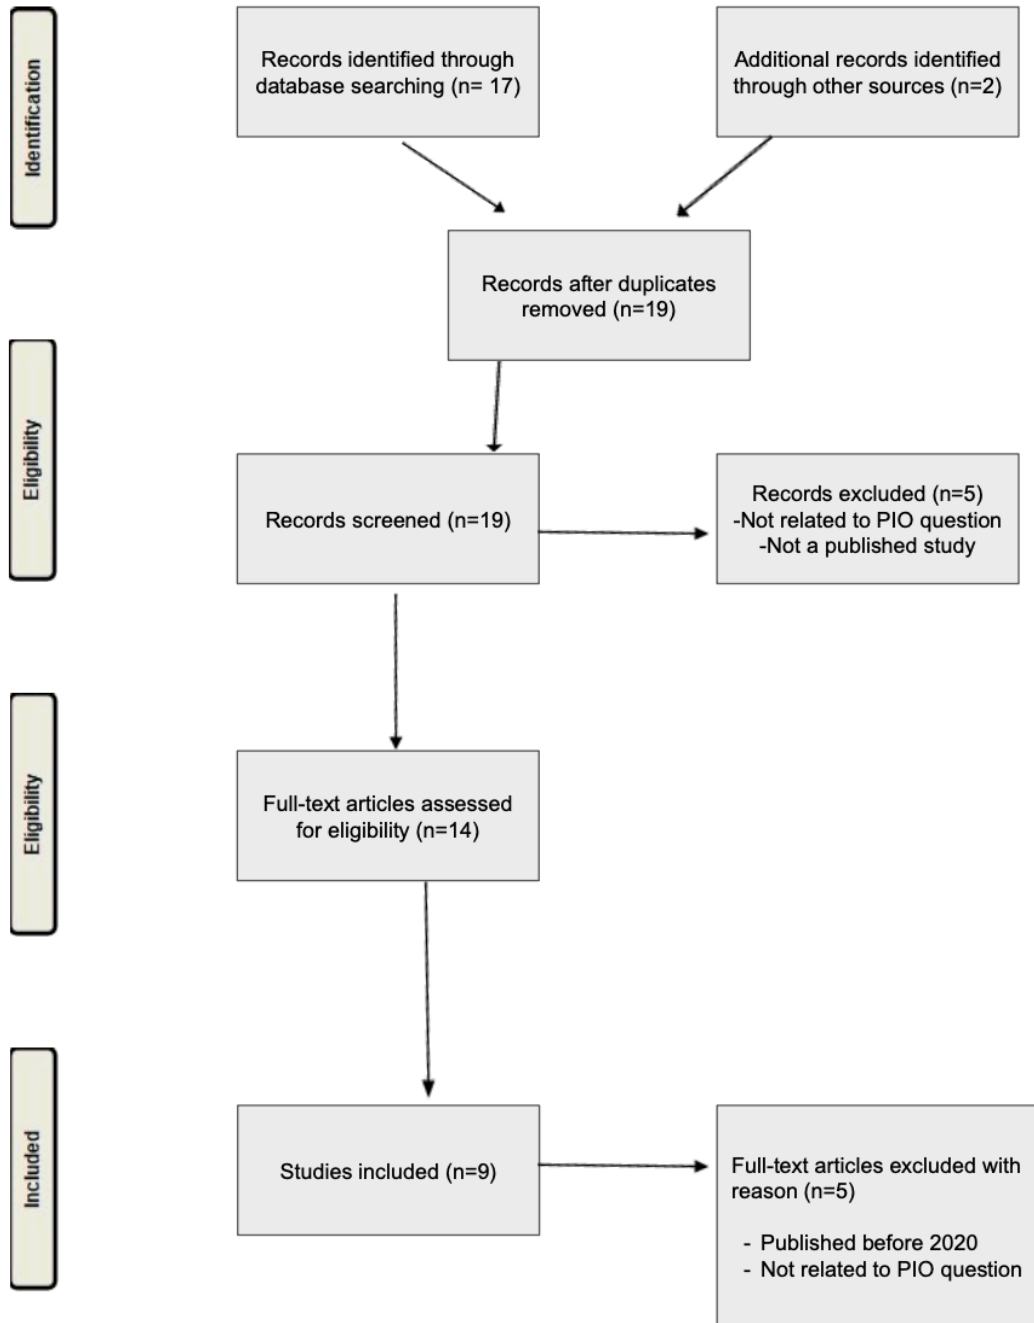 Identification
Records identified through
database searching (n= 17)
Additional records identified
through other sources (n=2)
Records after duplicates
removed (n=19)
Eligibility
Records screened (n=19)
Records excluded (n=5)
-Not related to PIO question
-Not a published study
Eligibility
Full-text articles assessed
for eligibility (n=14)
Included
Studies included (n=9)
Full-text articles excluded with
reason (n=5)
- Published before 2020
- Not related to PIO question